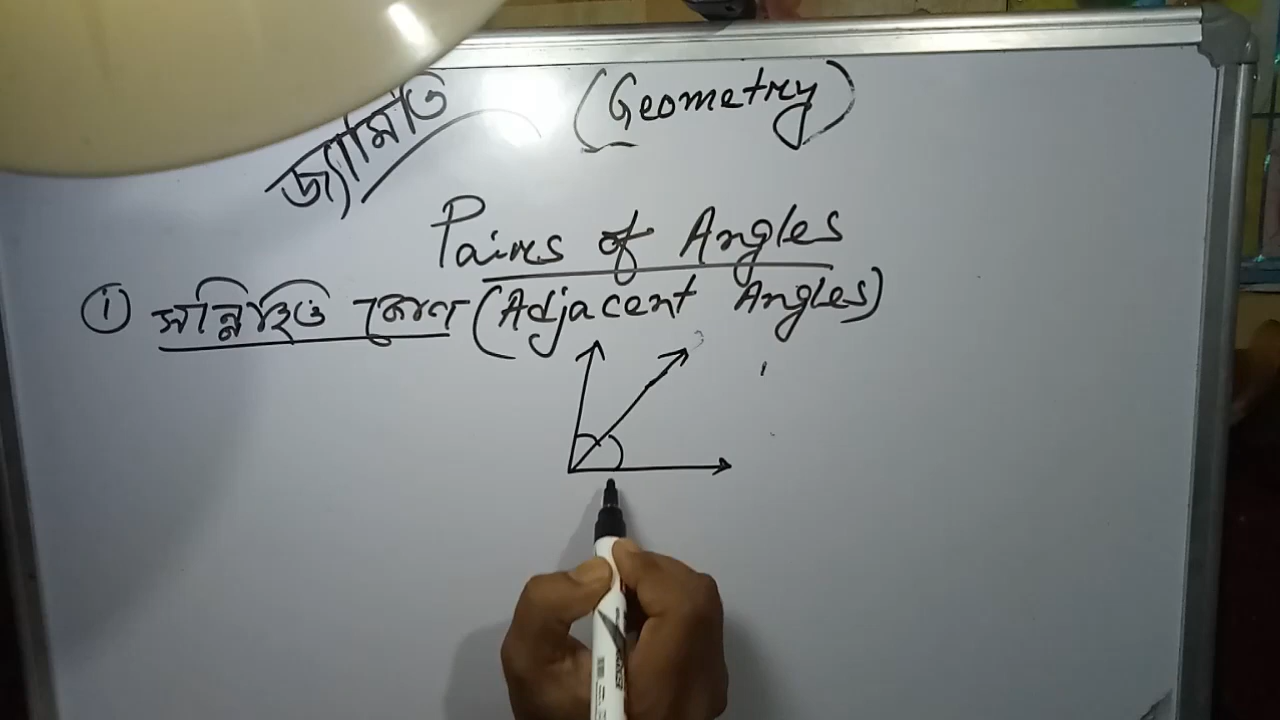 জ্যামিতি (Geometry)
Pairs of Angles
① সন্নিহিত কোণ (Adjacent Angles)